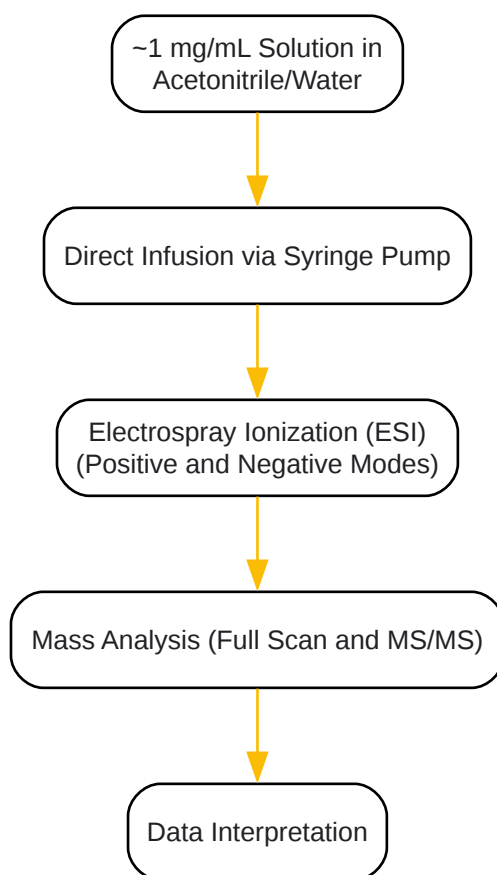 ~1 mg/mL Solution in
Acetonitrile/Water
Direct Infusion via Syringe Pump
Electrospray Ionization (ESI)
(Positive and Negative Modes)
Mass Analysis (Full Scan and MS/MS)
Data Interpretation